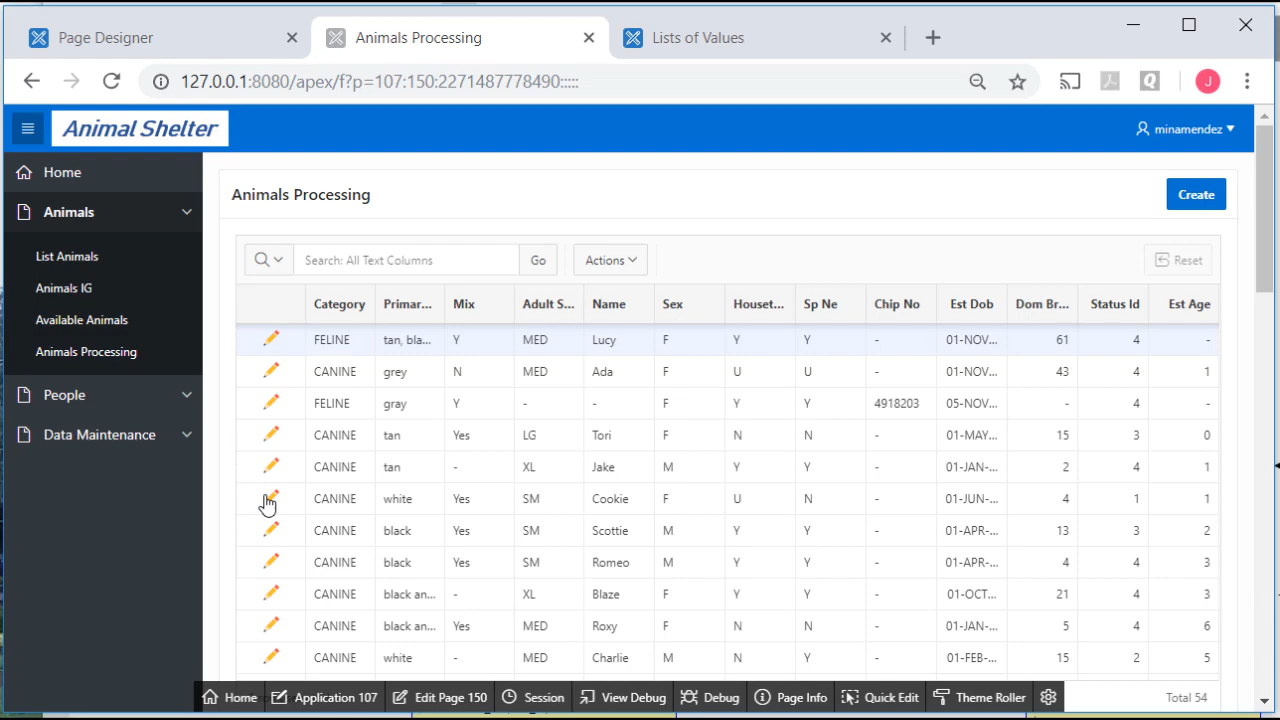 Page Designer
Animals Processing
Lists of Values
127.0.0.1:8080/apex/f?p=107:150:2271487778490:::::
J
Animal Shelter
minamendez
Home
Animals
List Animals
Animals IG
Available Animals
Animals Processing
People
Data Maintenance
Animals Processing
Create
Search: All Text Columns
Go
Actions
Reset
Category Primar... Mix Adult S... Name Sex Houset... Sp Ne Chip No Est Dob Dom Br... Status Id Est Age
FELINE tan, bla... Y MED Lucy F Y Y - 01-NOV... 61 4 -
CANINE grey N MED Ada F U U - 01-NOV... 43 4 1
FELINE gray Y - - F Y Y 4918203 05-NOV... - 4 -
CANINE tan Yes LG Tori F N N - 01-MAY... 15 3 0
CANINE tan - XL Jake M Y Y - 01-JAN-... 2 4 1
CANINE white Yes SM Cookie F U N - 01-JUN-... 4 1 1
CANINE black Yes SM Scottie M Y Y - 01-APR-... 13 3 2
CANINE black Yes SM Romeo M Y Y - 01-APR-... 4 4 3
CANINE black an... - XL Blaze F Y Y - 01-OCT... 21 4 3
CANINE black an... Yes MED Roxy F N N - 01-JAN-... 5 4 6
CANINE white - MED Charlie M N Y - 01-FEB-... 15 2 5
Home Application 107 Edit Page 150 Session View Debug Debug Page Info Quick Edit Theme Roller
Total 54